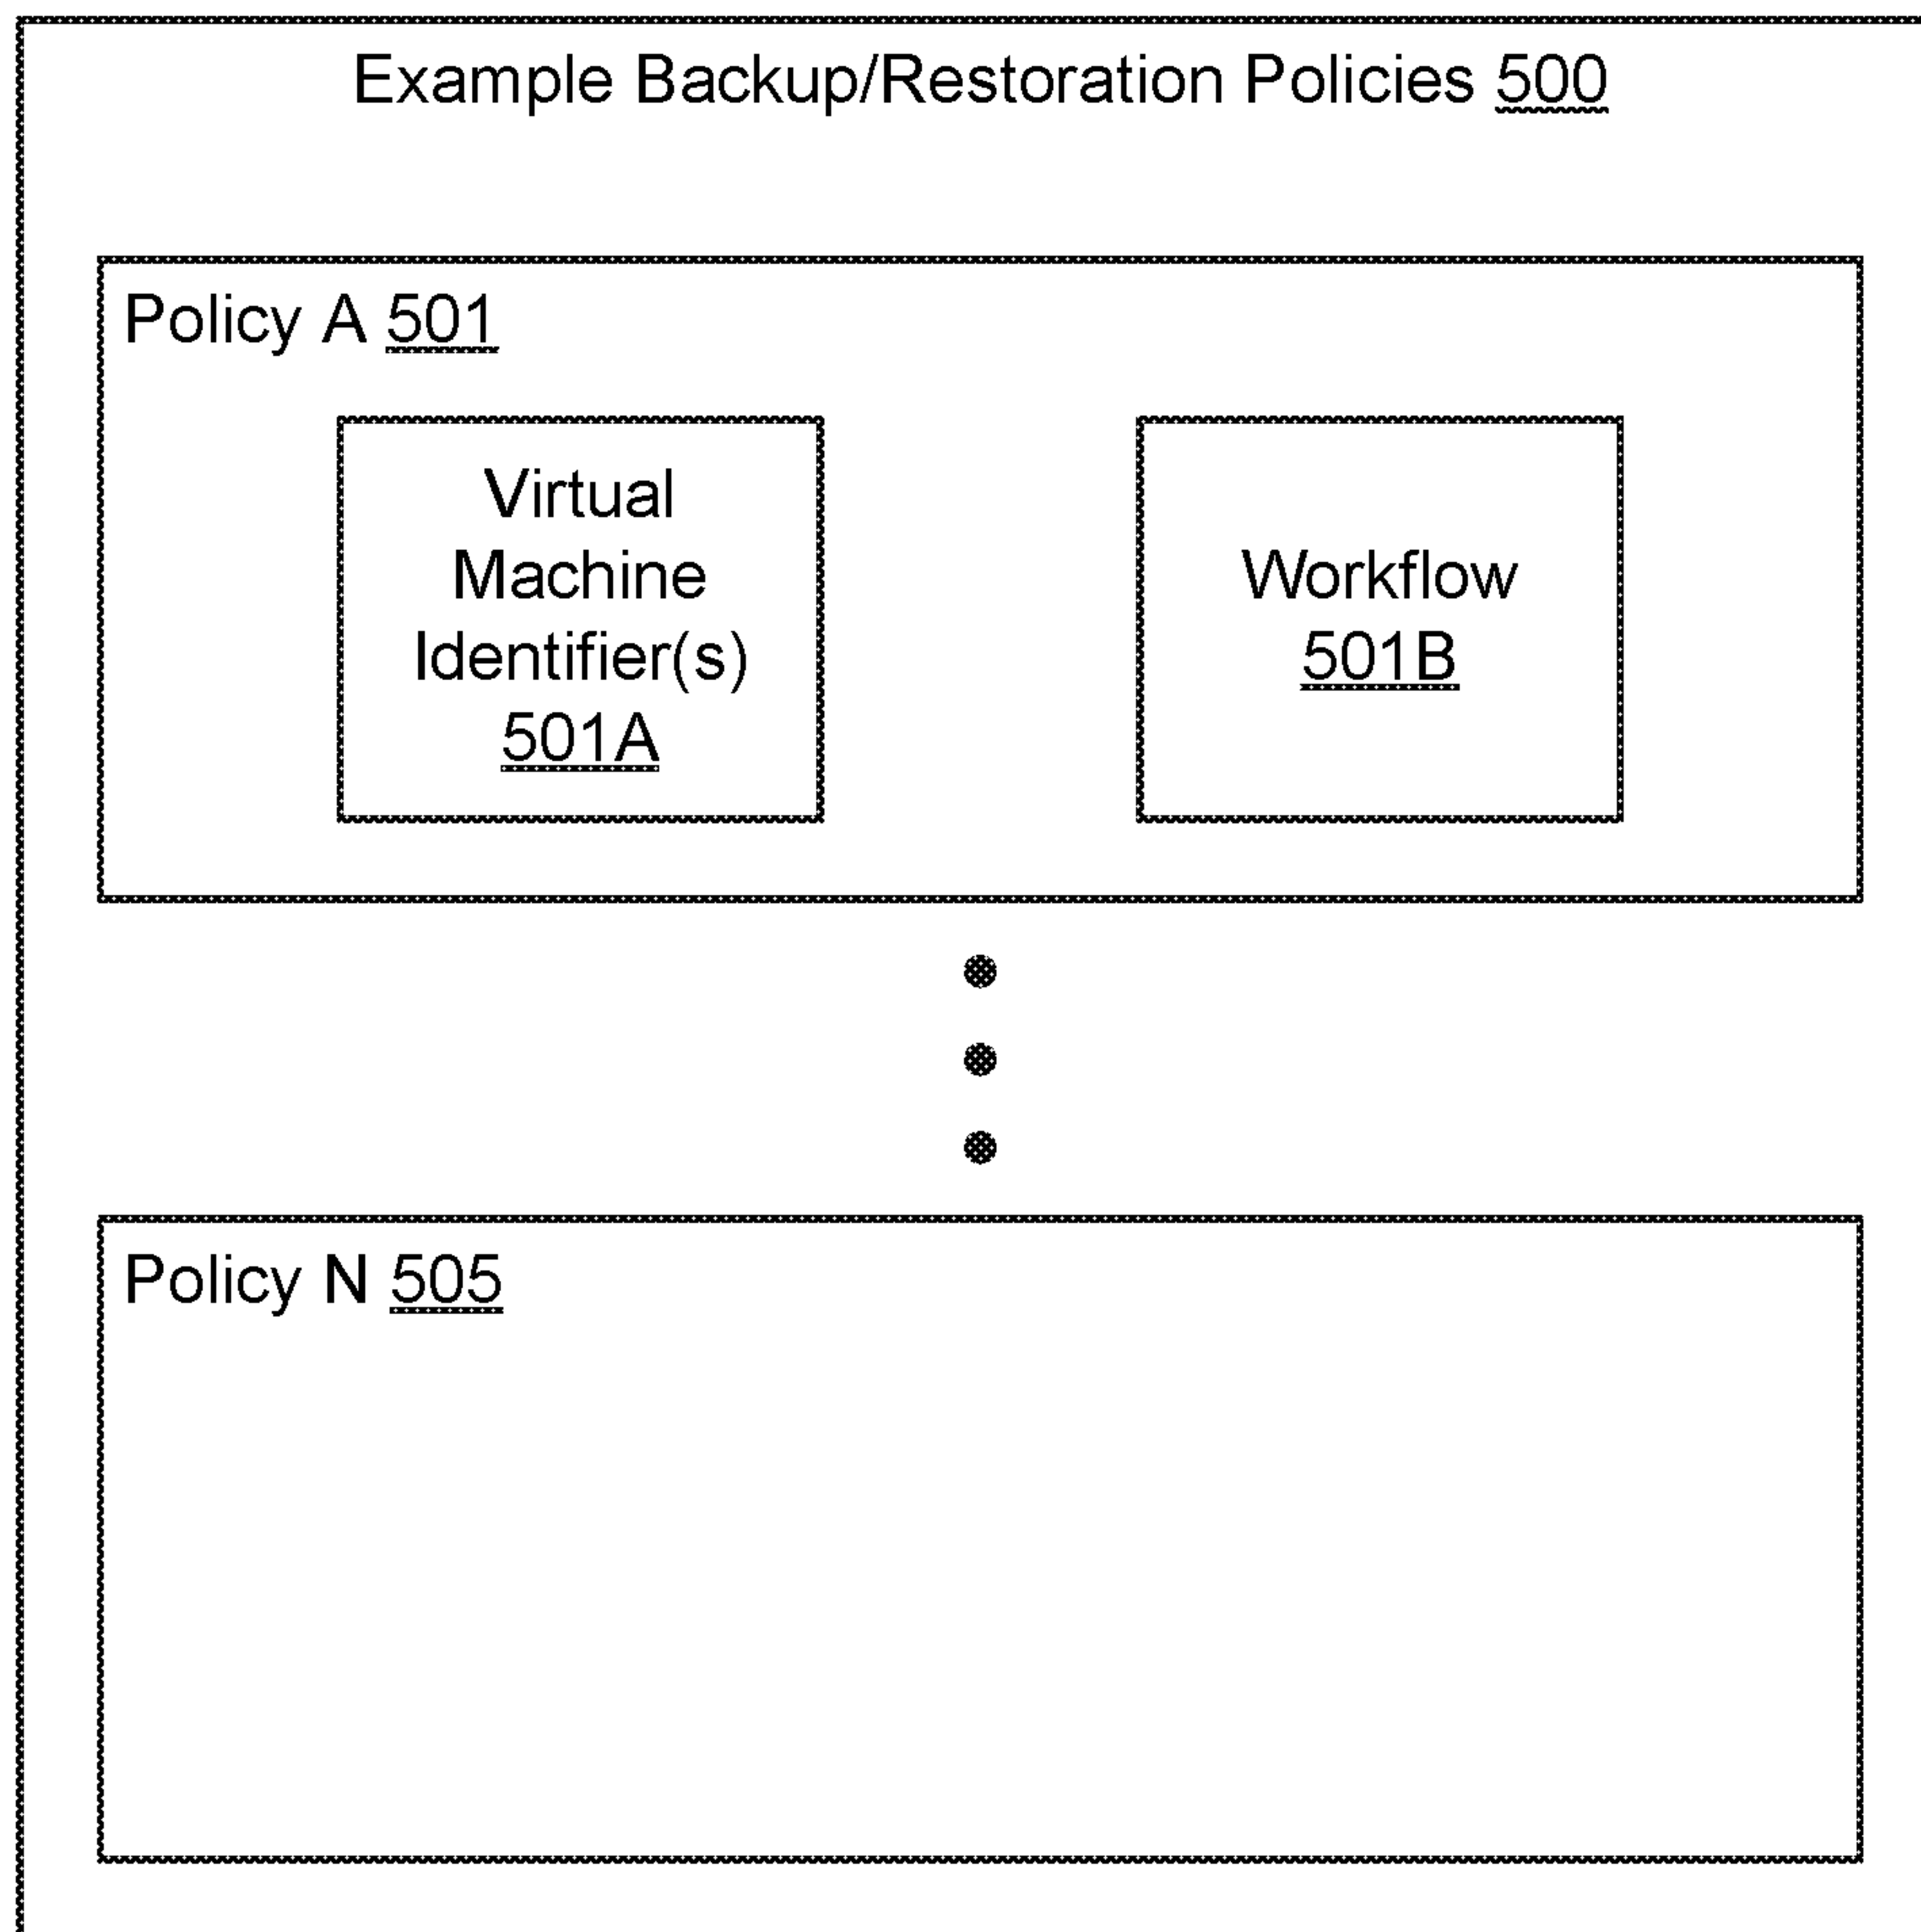 Example Backup/Restoration Policies 500
Policy A 501
Virtual
Machine
Identifier(s)
501A
Workflow
501B
Policy N 505